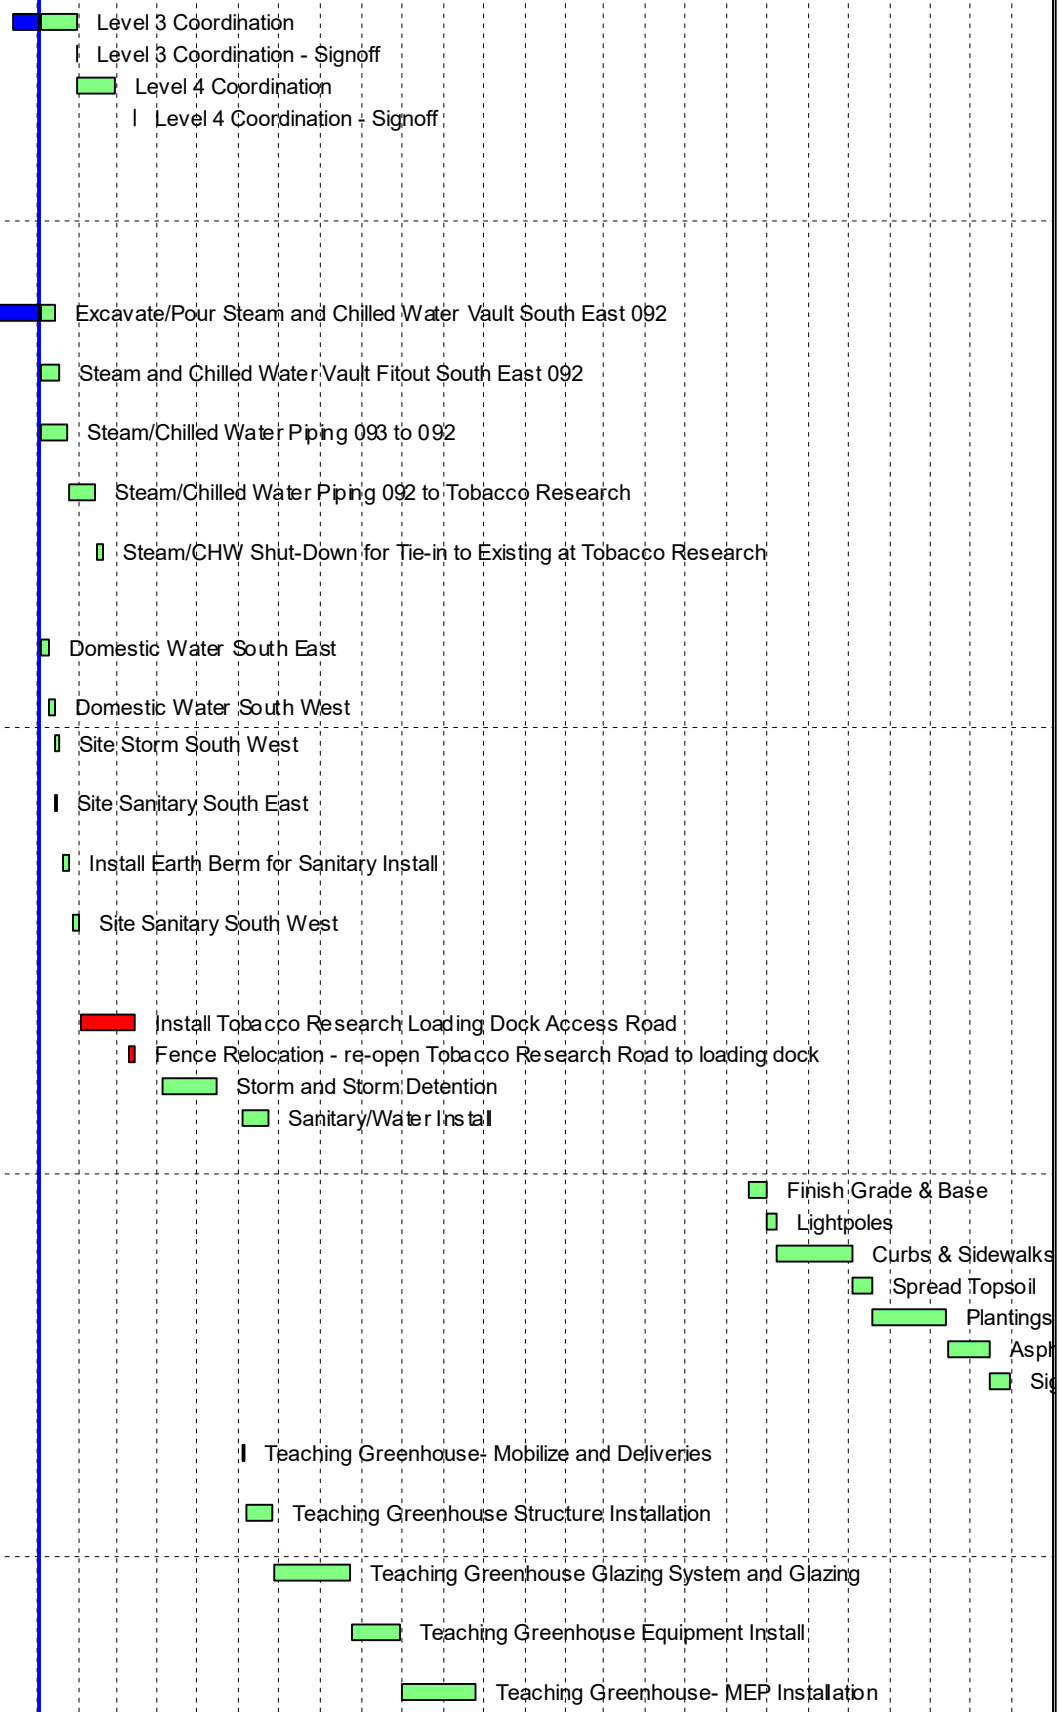 Level 3 Coordination
Level 3 Coordination - Signoff
Level 4 Coordination
Level 4 Coordination - Signoff
Excavate/Pour Steam and Chilled Water Vault South East 092
Steam and Chilled Water Vault Fitout South East 092
Steam/Chilled Water Piping 093 to 092
Steam/Chilled Water Piping 092 to Tobacco Research
Steam/CHW Shut-Down for Tie-in to Existing at Tobacco Research
Domestic Water South East
Domestic Water South West
Site Storm South West
Site Sanitary South East
Install Earth Berm for Sanitary Install
Site Sanitary South West
Install Tobacco Research Loading Dock Access Road
Fence Relocation - re-open Tobacco Research Road to loading dock
Storm and Storm Detention
Sanitary/Water Install
Finish Grade & Base
Lightpoles
Curbs & Sidewalks
Spread Topsoil
Plantings
Teaching Greenhouse- Mobilize and Deliveries
Teaching Greenhouse Structure Installation
Teaching Greenhouse Glazing System and Glazing
Teaching Greenhouse Equipment Install
Teaching Greenhouse- MEP Installation